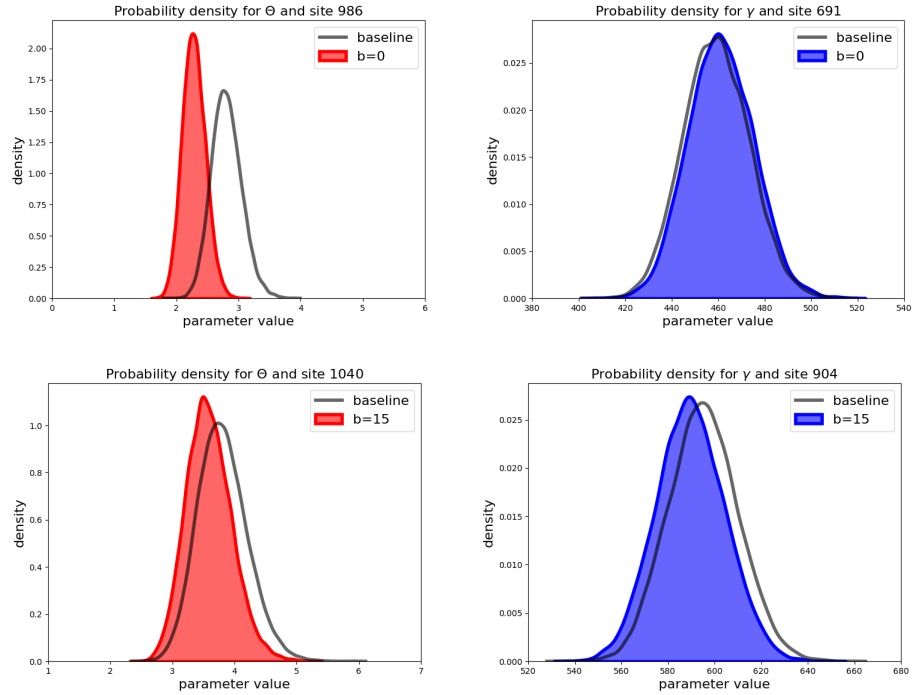 Probability density for Θ and site 986
baseline
b=0
density
2.00
1.75
1.50
1.25
1.00
0.75
0.50
0.25
0.00
0 1 2 3 4 5 6
parameter value
Probability density for γ and site 691
baseline
b=0
density
0.025
0.020
0.015
0.010
0.005
0.000
380 400 420 440 460 480 500 520 540
parameter value
Probability density for Θ and site 1040
baseline
b=15
density
1.0
0.8
0.6
0.4
0.2
0.0
1 2 3 4 5 6 7
parameter value
Probability density for γ and site 904
baseline
b=15
density
0.025
0.020
0.015
0.010
0.005
0.000
520 540 560 580 600 620 640 660 680
parameter value